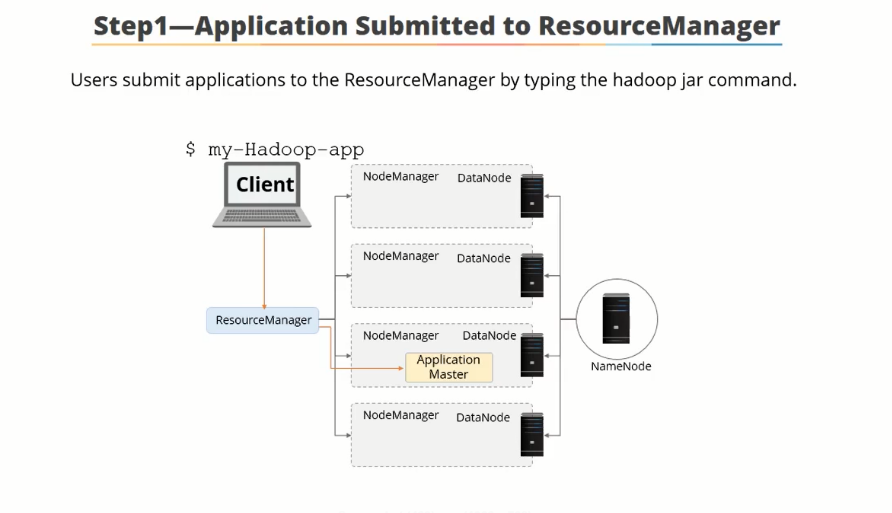 Step1—Application Submitted to ResourceManager
Users submit applications to the ResourceManager by typing the hadoop jar command.
$ my-Hadoop-app
Client
NodeManager DataNode
NodeManager DataNode
ResourceManager
NodeManager DataNode
Application
Master
NameNode
NodeManager DataNode